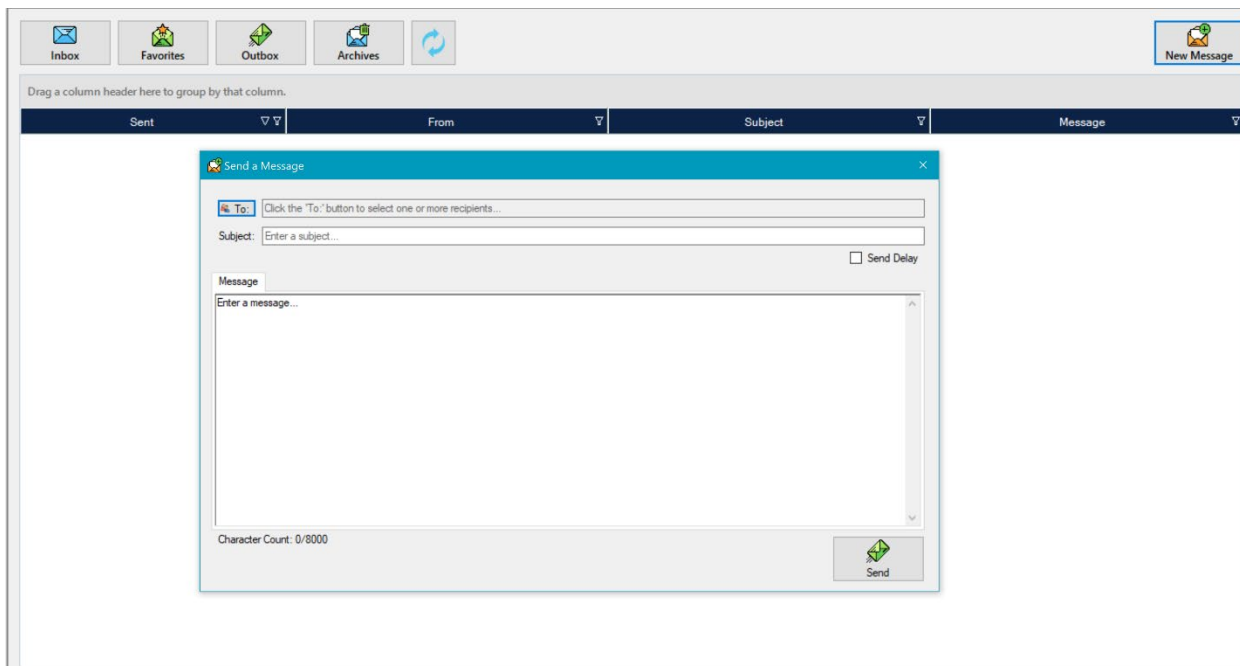 Inbox
Favorites
Outbox
Archives
New Message
Drag a column header here to group by that column.
Sent
From
Subject
Message
Send a Message
To:
Click the 'To:' button to select one or more recipients...
Subject:
Enter a subject...
Send Delay
Message
Enter a message...
Character Count: 0/8000
Send